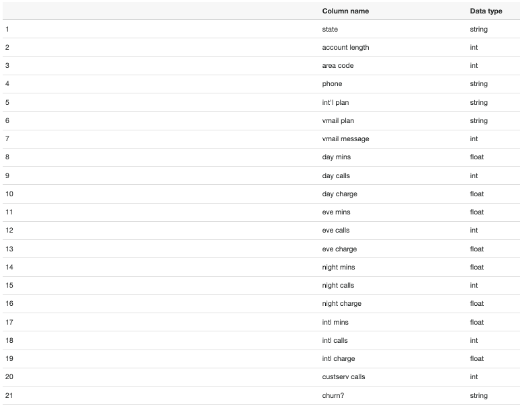 Column name Data type
1 state string
2 account length int
3 area code int
4 phone string
5 int'l plan string
6 vmail plan string
7 vmail message int
8 day mins float
9 day calls int
10 day charge float
11 eve mins float
12 eve calls int
13 eve charge float
14 night mins float
15 night calls int
16 night charge float
17 intl mins float
18 intl calls int
19 intl charge float
20 custserv calls int
21 churn? string